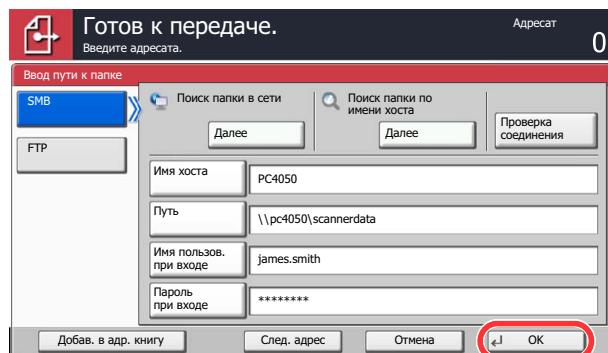 Готов к передаче.
Адресат
Введите адресата.
0
Ввод пути к папке
SMB
FTP
Поиск папки в сети
Далее
Поиск папки по
имени хоста
Далее
Проверка
соединения
Имя хоста
PC4050
Путь
\\pc4050\scannerdata
Имя пользов.
при входе
james.smith
Пароль
при входе
********
Добав. в адр. книгу
След. адрес
Отмена
OK